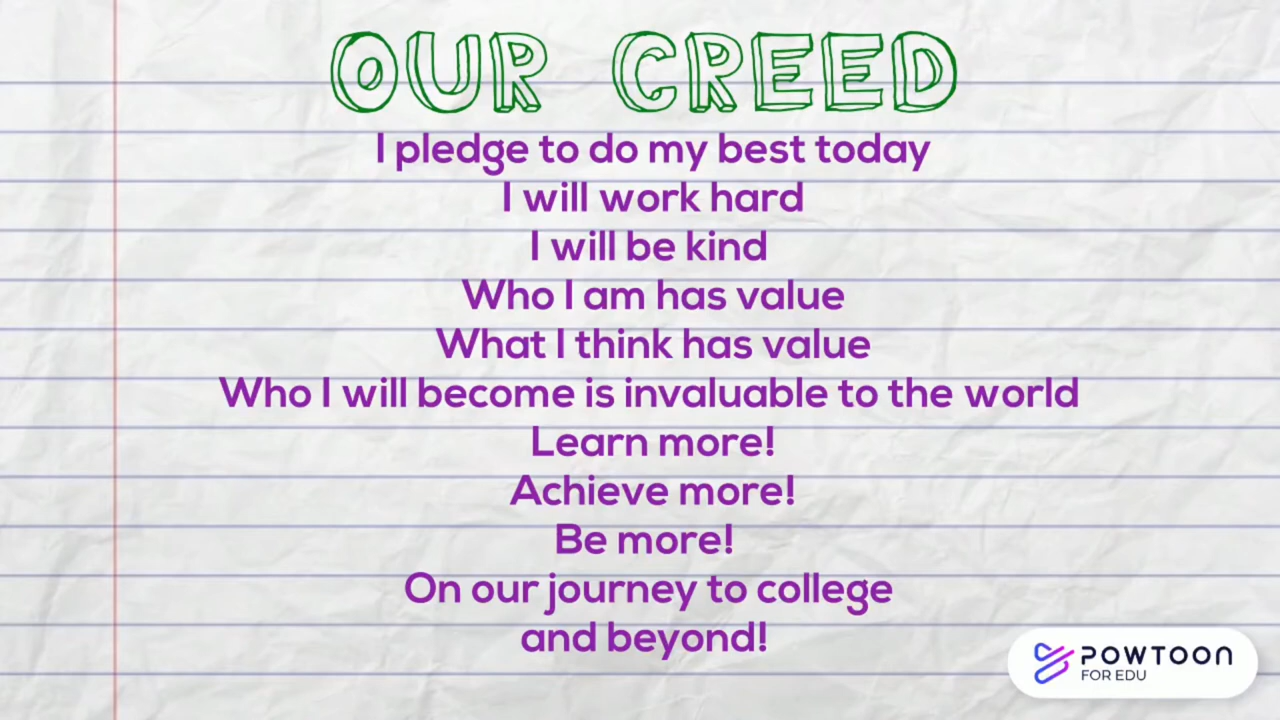 OUR CREED
I pledge to do my best today
I will work hard
I will be kind
Who I am has value
What I think has value
Who I will become is invaluable to the world
Learn more!
Achieve more!
Be more!
On our journey to college
and beyond!
POWTOON
FOR EDU